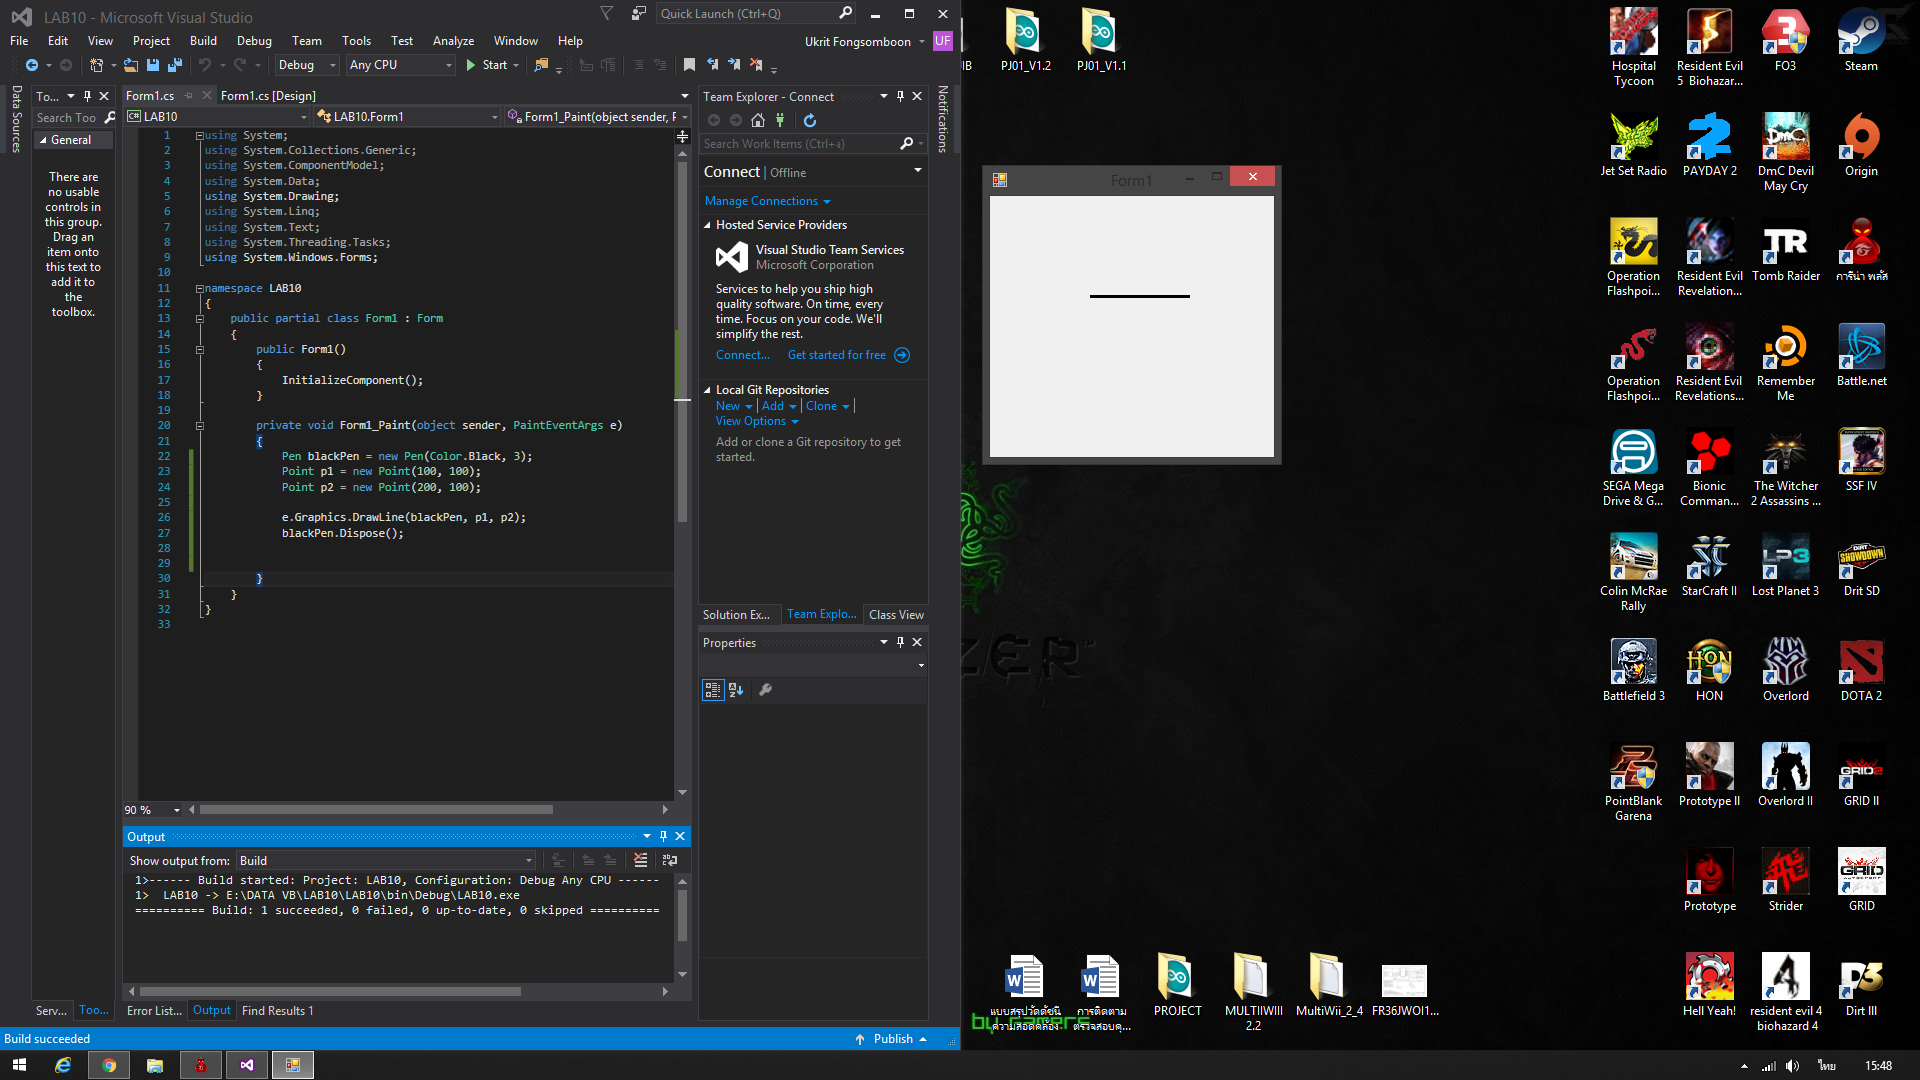 LAB10 - Microsoft Visual Studio
Quick Launch (Ctrl+Q)
File Edit View Project Build Debug Team Tools Test Analyze Window Help
Ukrit Fongsomboon UF
Debug Any CPU Start
Data Sources
To...
Search Too
General
There are
no usable
controls in
this group.
Drag an
item onto
this text to
add it to
the
toolbox.
Form1.cs Form1.cs [Design]
LAB10 LAB10.Form1 Form1_Paint(object sender, F
1 using System;
2 using System.Collections.Generic;
3 using System.ComponentModel;
4 using System.Data;
5 using System.Drawing;
6 using System.Linq;
7 using System.Text;
8 using System.Threading.Tasks;
9 using System.Windows.Forms;
10
11 namespace LAB10
12 {
13 public partial class Form1 : Form
14 {
15 public Form1()
16 {
17 InitializeComponent();
18 }
19
20 private void Form1_Paint(object sender, PaintEventArgs e)
21 {
22 Pen blackPen = new Pen(Color.Black, 3);
23 Point p1 = new Point(100, 100);
24 Point p2 = new Point(200, 100);
25
26 e.Graphics.DrawLine(blackPen, p1, p2);
27 blackPen.Dispose();
28
29
30 }
31 }
32 }
33
90 %
Output
Show output from: Build
1>------ Build started: Project: LAB10, Configuration: Debug Any CPU ------
1> LAB10 -> E:\DATA VB\LAB10\LAB10\bin\Debug\LAB10.exe
========== Build: 1 succeeded, 0 failed, 0 up-to-date, 0 skipped ==========
Serv... Too... Error List... Output Find Results 1
Build succeeded
Publish
Team Explorer - Connect
Notifications
Search Work Items (Ctrl+ง)
Connect | Offline
Manage Connections
Hosted Service Providers
Visual Studio Team Services
Microsoft Corporation
Services to help you ship high
quality software. On time, every
time. Focus on your code. We'll
simplify the rest.
Connect... Get started for free
Local Git Repositories
New Add Clone
View Options
Add or clone a Git repository to get
started.
Solution Ex... Team Explo... Class View
Properties
Form1
PJ01_V1.2 PJ01_V1.1
Hospital Tycoon
Resident Evil 5 Biohazar...
FO3
Steam
Jet Set Radio
PAYDAY 2
DmC Devil May Cry
Origin
Operation Flashpoi...
Resident Evil Revelation...
TR
Tomb Raider
การีน่า พลัส
Operation Flashpoi...
Resident Evil Revelations...
Remember Me
Battle.net
SEGA Mega Drive & G...
Bionic Comman...
The Witcher 2 Assassins ...
SSF IV
Colin McRae Rally
StarCraft II
LP3
Lost Planet 3
Drit SD
Battlefield 3
HON
Overlord
DOTA 2
PointBlank Garena
Prototype II
Overlord II
GRID II
Prototype
Strider
GRID
Hell Yeah!
resident evil 4 biohazard 4
Dirt III
แบบสรุปวัดดัชนี ความสอดคล้อง
การติดตาม ตรวจสอบคุ...
PROJECT
MULTIIWIII 2.2
MultiWii_2_4
FR36JWOI1...
by gamers
ไทย
15:48